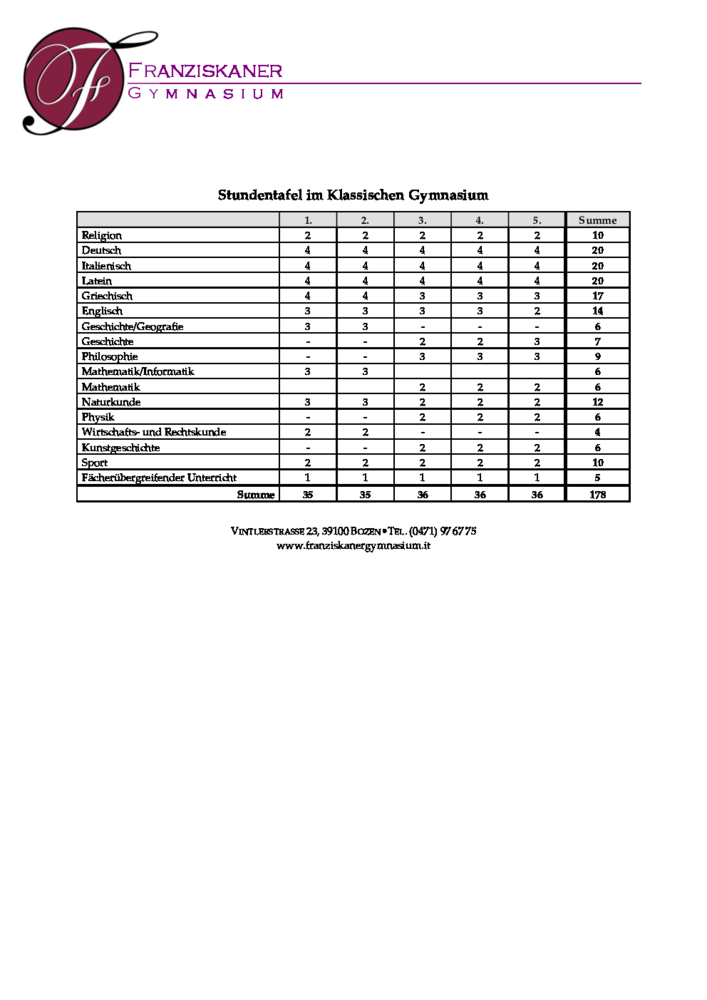 FRANZISKANER
GYMNASIUM
Stundentafel im Klassischen Gymnasium
1. 2. 3. 4. 5. Summe
Religion 2 2 2 2 2 10
Deutsch 4 4 4 4 4 20
Italienisch 4 4 4 4 4 20
Latein 4 4 4 4 4 20
Griechisch 4 4 3 3 3 17
Englisch 3 3 3 3 2 14
Geschichte/Geografie 3 3 - - - 6
Geschichte - - 2 2 3 7
Philosophie - - 3 3 3 9
Mathematik/Informatik 3 3 6
Mathematik 2 2 2 6
Naturkunde 3 3 2 2 2 12
Physik - - 2 2 2 6
Wirtschafts- und Rechtskunde 2 2 - - - 4
Kunstgeschichte - - 2 2 2 6
Sport 2 2 2 2 2 10
Fächerübergreifender Unterricht 1 1 1 1 1 5
Summe 35 35 36 36 36 178
VINTLERSTRASSE 23, 39100 BOZEN • TEL. (0471) 97 67 75
www.franziskanergymnasium.it